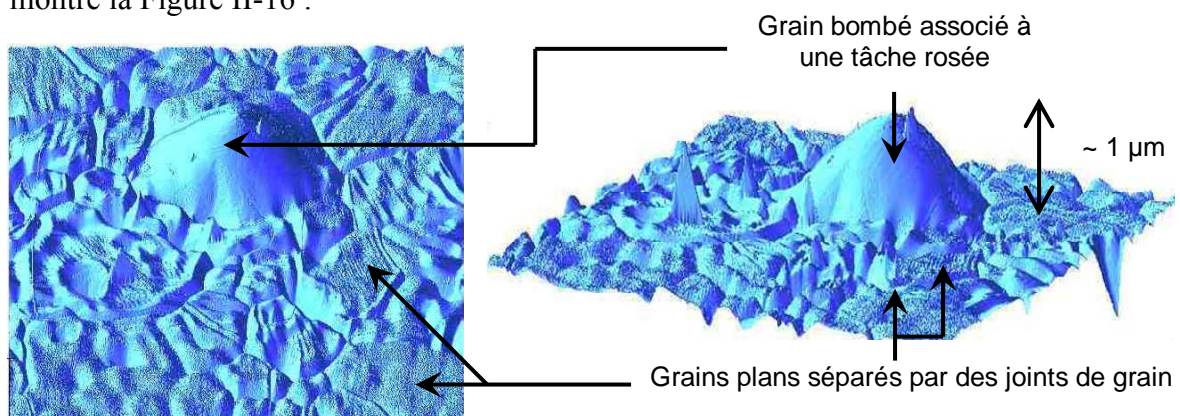 montre la Figure II-16 :
Grain bombé associé à
une tâche rosée
~ 1 µm
Grains plans séparés par des joints de grain